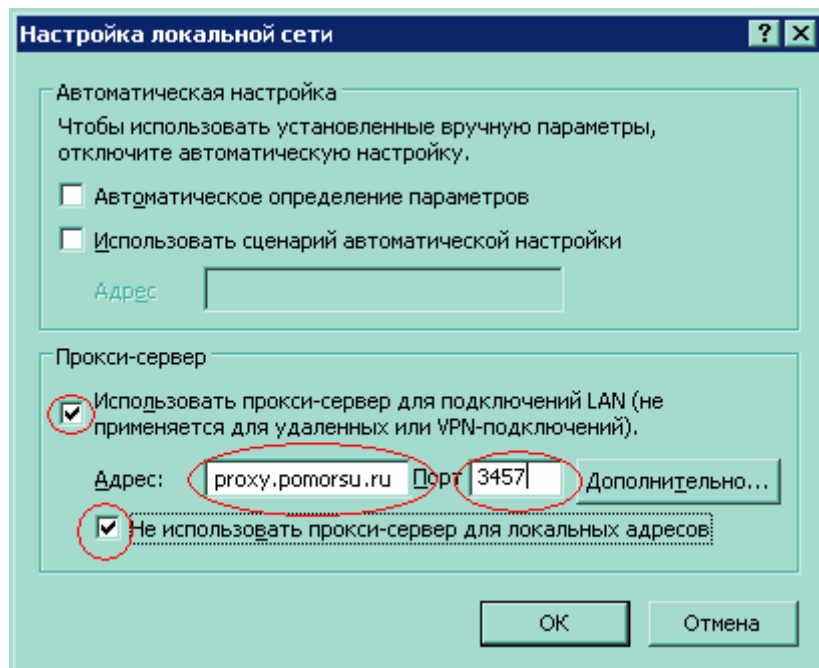 Настройка локальной сети
Автоматическая настройка
Чтобы использовать установленные вручную параметры,
отключите автоматическую настройку.
Автоматическое определение параметров
Использовать сценарий автоматической настройки
Адрес
Прокси-сервер
Использовать прокси-сервер для подключений LAN (не
применяется для удаленных или VPN-подключений).
Адрес: proxy.pomorsu.ru Порт 3457 Дополнительно...
Не использовать прокси-сервер для локальных адресов
ОК Отмена